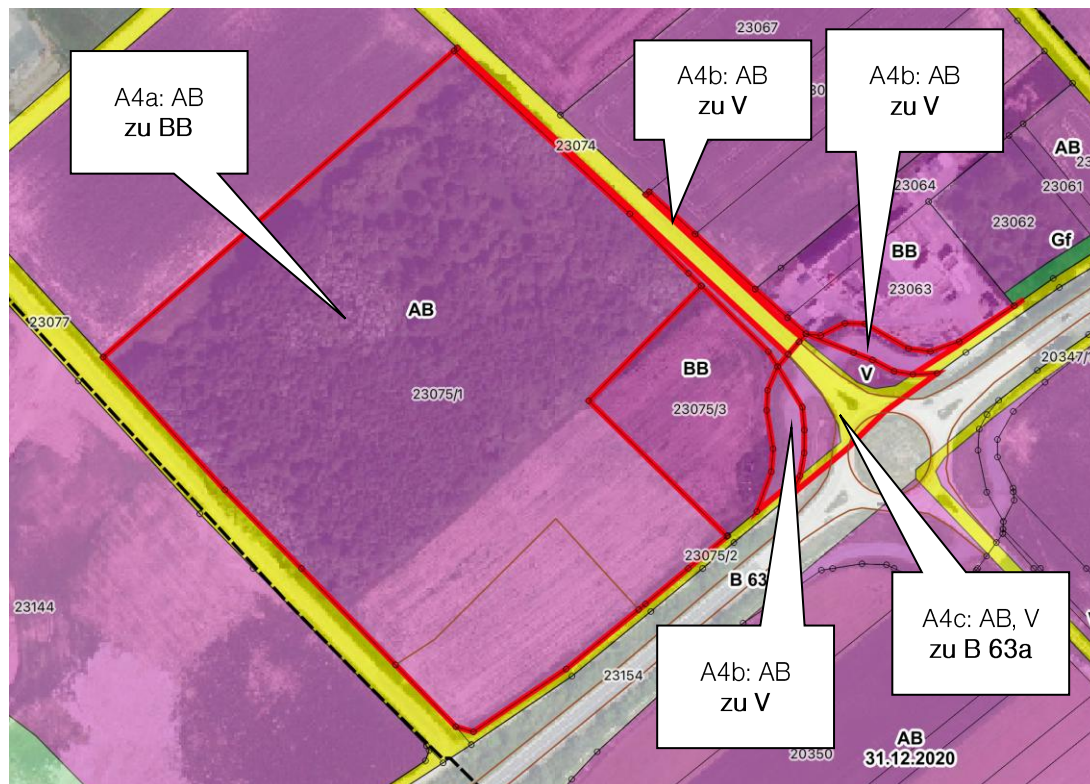 A4a: AB
zu BB
A4b: AB
zu V
A4b: AB
zu V
23067
23074
AB
23061
23064
23062
Gf
BB
23063
23077
AB
BB
V
20347/1
23075/1
23075/3
23075/2
B 63
23144
A4b: AB
zu V
A4c: AB, V
zu B 63a
23154
20350
AB
31.12.2020